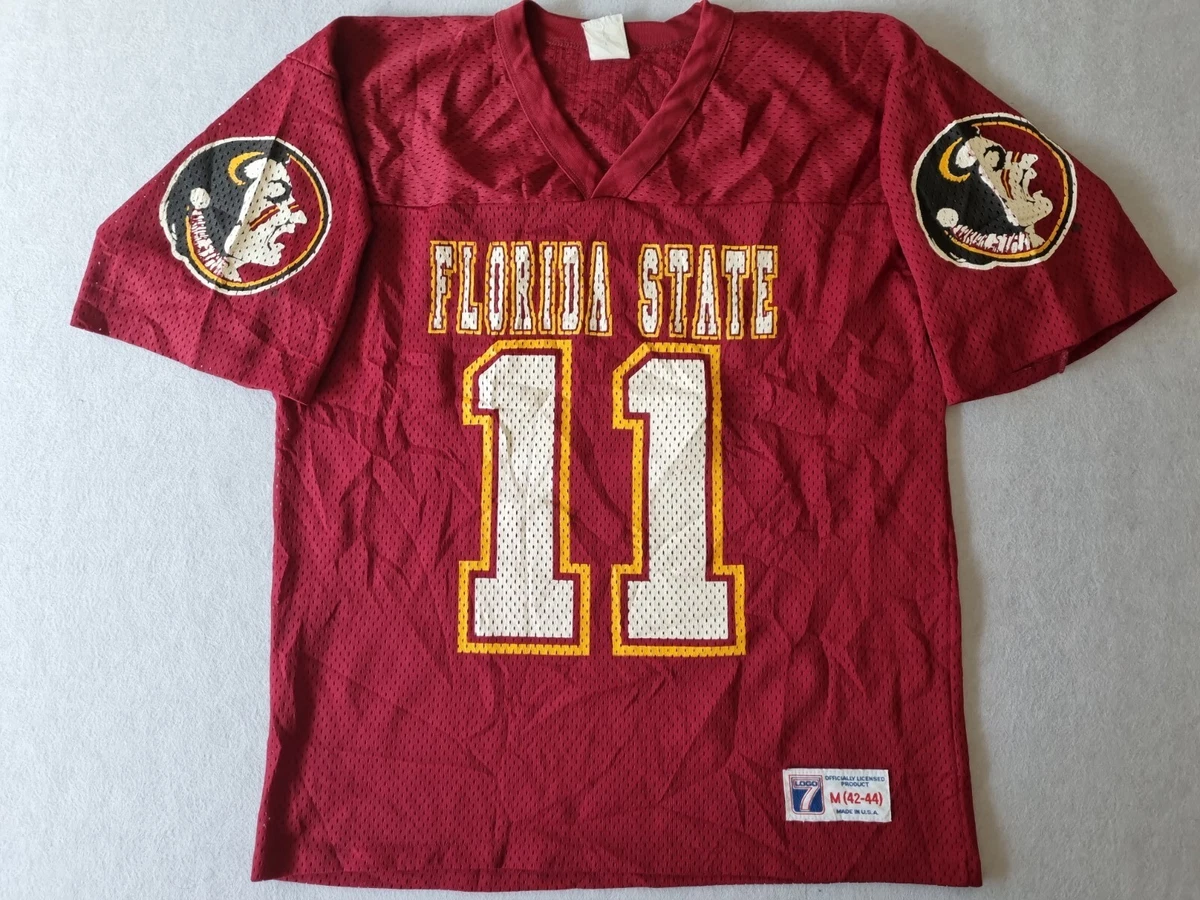 FLORIDA STATE
11
LOGO
7
OFFICIALLY LICENSED
PRODUCT
M (42-44)
MADE IN U.S.A.